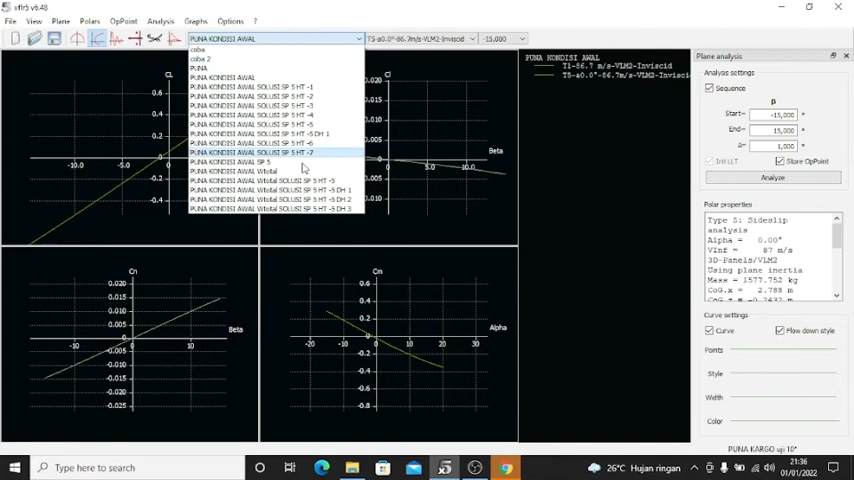 xflr5 v6.48
File View Plane Polars OpPoint Analysis Graphs Options ?
PUNA KONDISI AWAL
T5-a0.0°-86.7m/s-VLM2-Inviscid
-15,000
coba
coba 2
PUNA
PUNA KONDISI AWAL
PUNA KONDISI AWAL SOLUSI SP 5 HT -1
PUNA KONDISI AWAL SOLUSI SP 5 HT -2
PUNA KONDISI AWAL SOLUSI SP 5 HT -3
PUNA KONDISI AWAL SOLUSI SP 5 HT -4
PUNA KONDISI AWAL SOLUSI SP 5 HT -5
PUNA KONDISI AWAL SOLUSI SP 5 HT -5 DH 1
PUNA KONDISI AWAL SOLUSI SP 5 HT -6
PUNA KONDISI AWAL SOLUSI SP 5 HT -7
PUNA KONDISI AWAL SP 5
PUNA KONDISI AWAL Wtotal
PUNA KONDISI AWAL Wtotal SOLUSI SP 5 HT -5
PUNA KONDISI AWAL Wtotal SOLUSI SP 5 HT -5 DH 1
PUNA KONDISI AWAL Wtotal SOLUSI SP 5 HT -5 DH 2
PUNA KONDISI AWAL Wtotal SOLUSI SP 5 HT -5 DH 3
CL
0.6
0.4
-0.2
-0.4
-10.0 -5.0
Cl
0.020
0.015
0.010
0.010
Beta
5.0 10.0
PUNA KONDISI AWAL
T1-86.7 m/s-VLM2-Inviscid
T5-a0.0°-86.7m/s-VLM2-Inviscid
Cn
0.020
0.015
0.010
0.005
-0.005
-0.015
-0.020
-0.025
Beta
-10 0 10
Cm
0.6
0.4
0.2
0
-0.2
-0.4
-0.6
-0.8
Alpha
-20 -10 0 10 20 30
Plane analysis
Analysis settings
Sequence
β
Start= -15,000 °
End= 15,000 °
Δ= 1,000 °
Init LLT Store OpPoint
Analyze
Polar properties
Type 5: Sideslip
analysis
Alpha = 0.00°
VInf = 87 m/s
3D-Panels/VLM2
Using plane inertia
Mass = 1577.752 kg
CoG.x = 2.788 m
Curve settings
Curve Flow down style
Points
Style
Width
Color
PUNA KARGO uji 10*
Type here to search
26°C Hujan ringan
21:36
01/01/2022